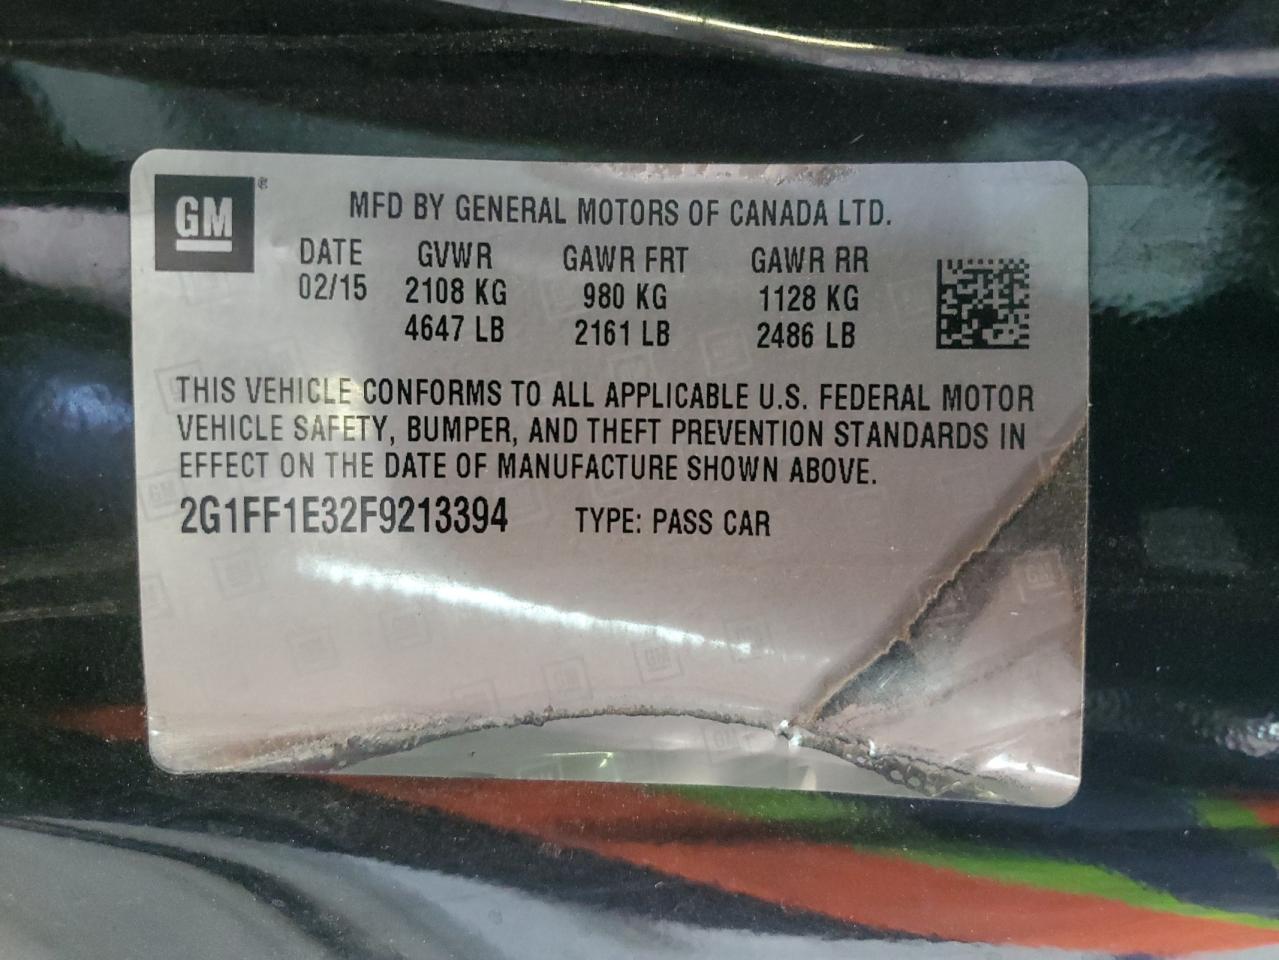 GM®
MFD BY GENERAL MOTORS OF CANADA LTD.
DATE GVWR GAWR FRT GAWR RR
02/15 2108 KG 980 KG 1128 KG
4647 LB 2161 LB 2486 LB
THIS VEHICLE CONFORMS TO ALL APPLICABLE U.S. FEDERAL MOTOR
VEHICLE SAFETY, BUMPER, AND THEFT PREVENTION STANDARDS IN
EFFECT ON THE DATE OF MANUFACTURE SHOWN ABOVE.
2G1FF1E32F9213394 TYPE: PASS CAR